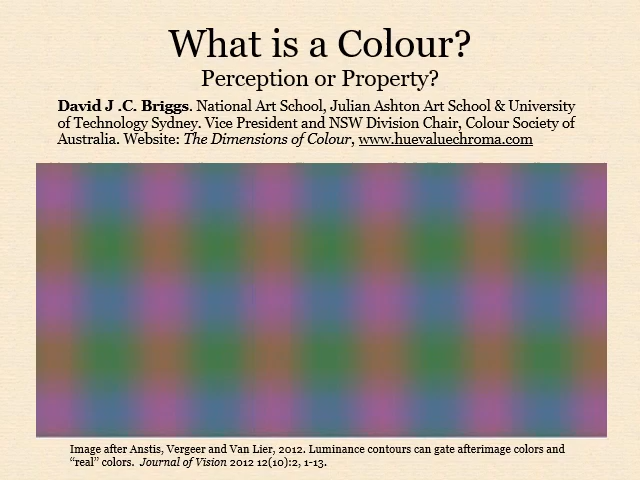 What is a Colour?
Perception or Property?
David J .C. Briggs. National Art School, Julian Ashton Art School & University
of Technology Sydney. Vice President and NSW Division Chair, Colour Society of
Australia. Website: The Dimensions of Colour, www.huevaluechroma.com
Image after Anstis, Vergeer and Van Lier, 2012. Luminance contours can gate afterimage colors and
“real” colors. Journal of Vision 2012 12(10):2, 1-13.